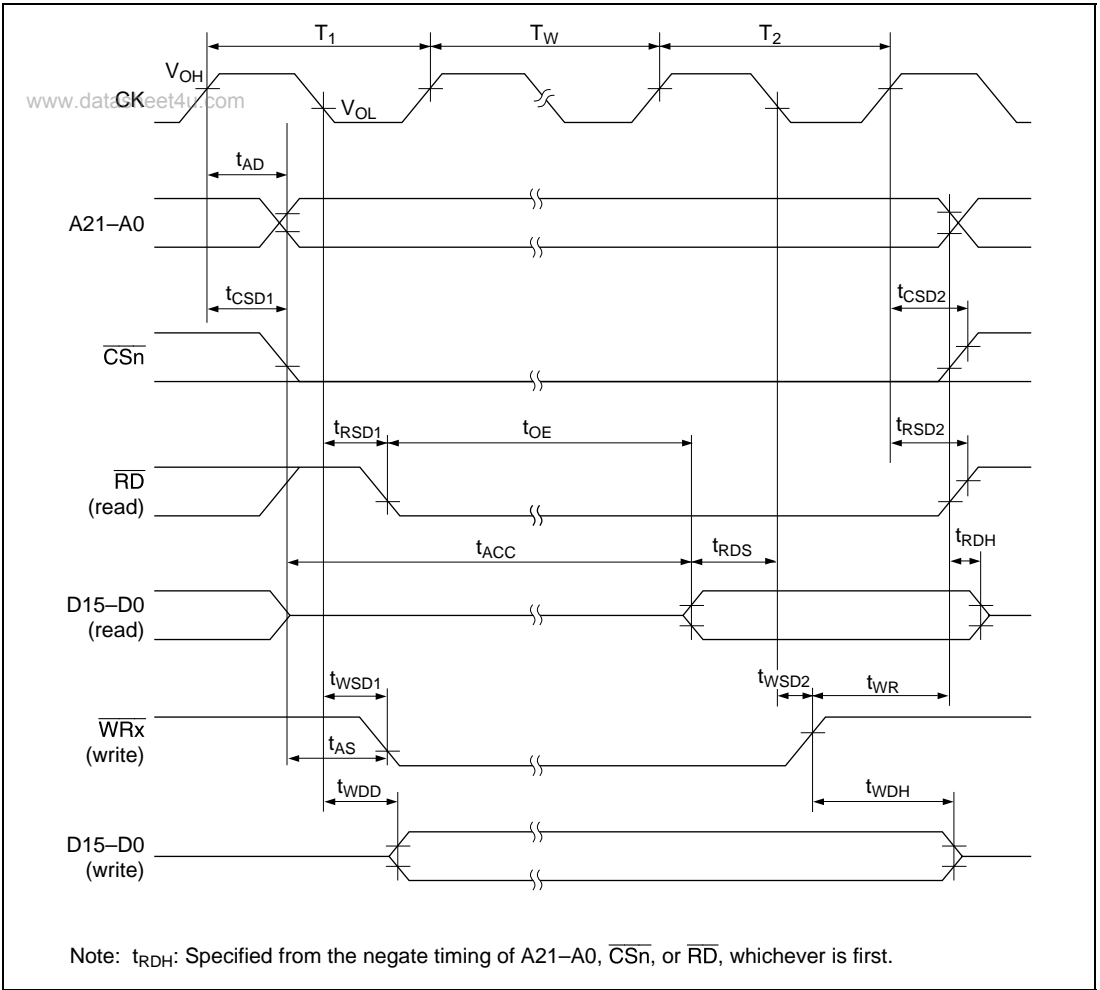 T1 TW T2
VOH
www.datasheet4u.com
CK
VOL
tAD
A21–A0
tCSD1 tCSD2
CSn
tRSD1 tOE tRSD2
RD
(read)
tACC tRDS tRDH
D15–D0
(read)
tWSD1 tWSD2 tWR
WRx
(write)
tAS
tWDD tWDH
D15–D0
(write)
Note: tRDH: Specified from the negate timing of A21–A0, CSn, or RD, whichever is first.